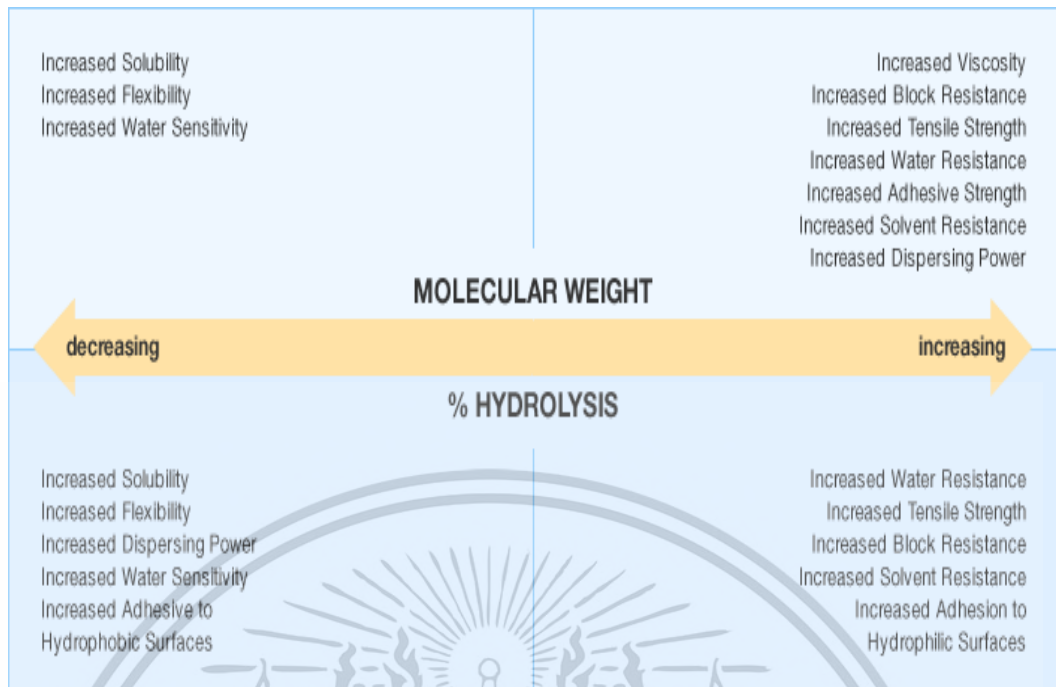 Increased Solubility
Increased Flexibility
Increased Water Sensitivity
Increased Viscosity
Increased Block Resistance
Increased Tensile Strength
Increased Water Resistance
Increased Adhesive Strength
Increased Solvent Resistance
Increased Dispersing Power
MOLECULAR WEIGHT
decreasing
increasing
% HYDROLYSIS
Increased Solubility
Increased Flexibility
Increased Dispersing Power
Increased Water Sensitivity
Increased Adhesive to
Hydrophobic Surfaces
Increased Water Resistance
Increased Tensile Strength
Increased Block Resistance
Increased Solvent Resistance
Increased Adhesion to
Hydrophilic Surfaces